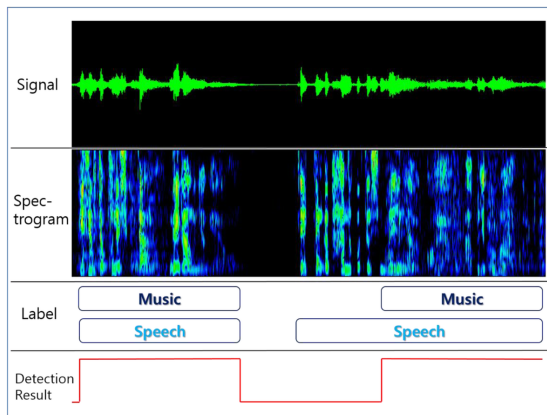 Signal
Spec-
trogram
Label
Music
Music
Speech
Speech
Detection
Result